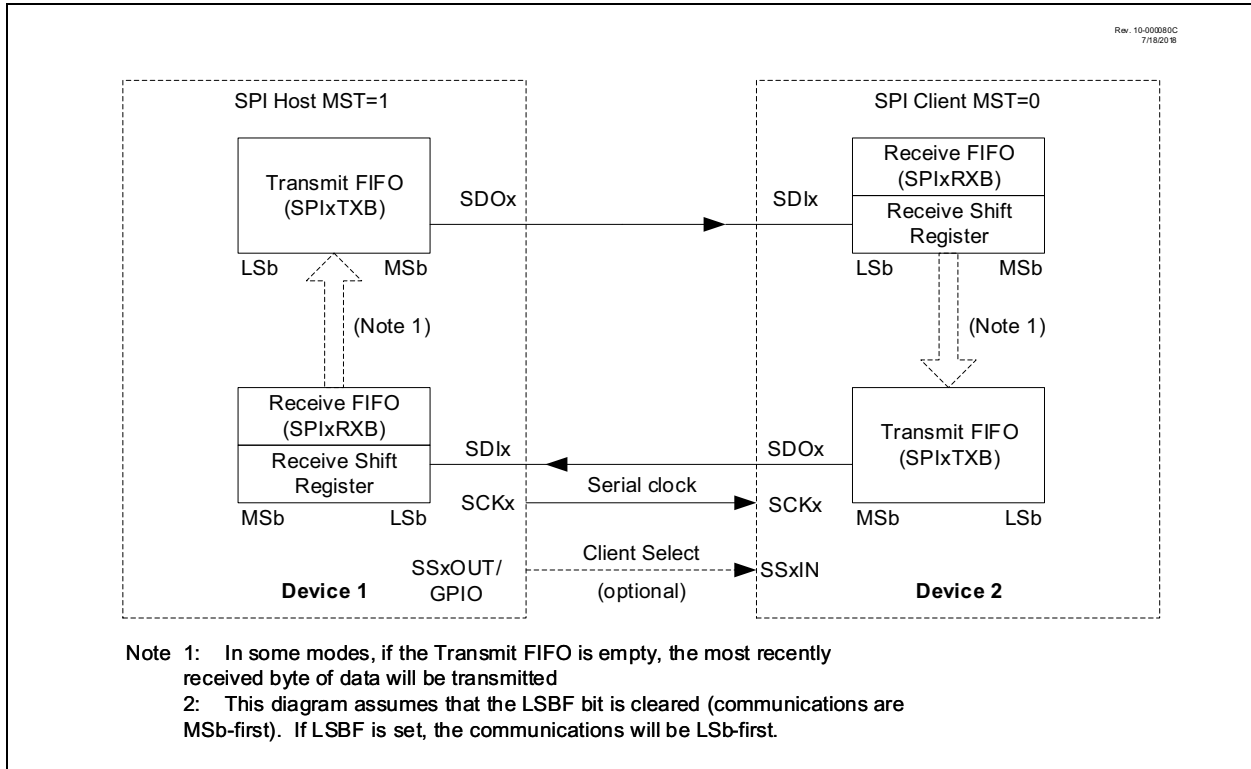 Rev. 10-000080C
7/18/2018
SPI Host MST=1
SPI Client MST=0
Transmit FIFO
(SPIxTXB)
SDOx
SDIx
Receive FIFO
(SPIxRXB)
Receive Shift
Register
LSb
MSb
LSb
MSb
(Note 1)
(Note 1)
Receive FIFO
(SPIxRXB)
Receive Shift
Register
SDIx
SDOx
Transmit FIFO
(SPIxTXB)
Serial clock
MSb
LSb
SCKx
SCKx
MSb
LSb
Client Select
SSxOUT/
GPIO
SSxIN
(optional)
Device 1
Device 2
Note 1: In some modes, if the Transmit FIFO is empty, the most recently
received byte of data will be transmitted
2: This diagram assumes that the LSBF bit is cleared (communications are
MSb-first). If LSBF is set, the communications will be LSb-first.